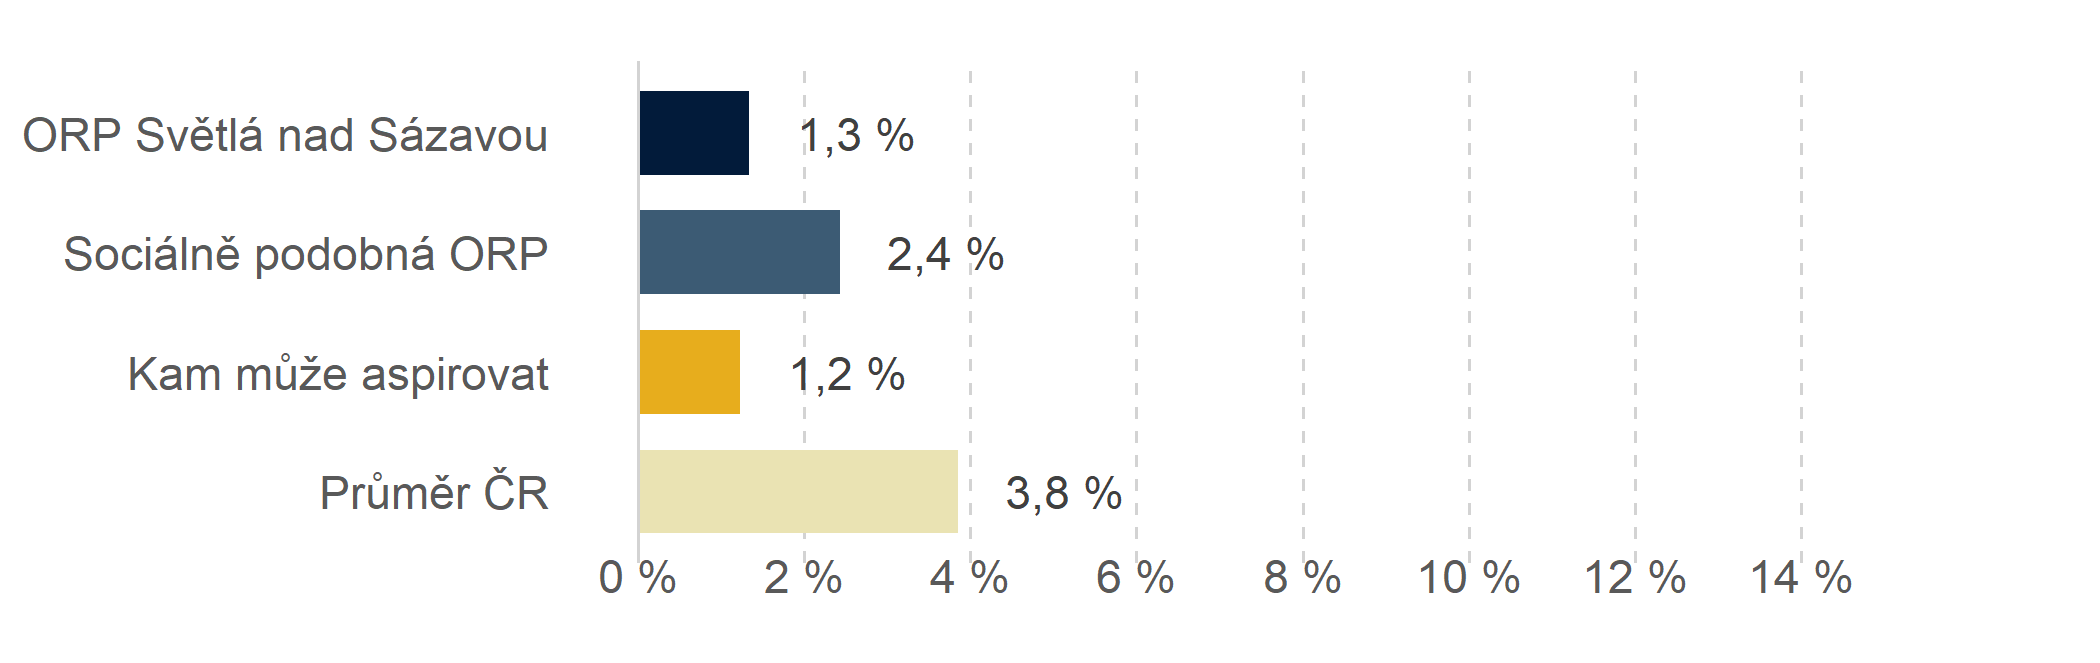 ORP Světlá nad Sázavou 1,3 %
Sociálně podobná ORP 2,4 %
Kam může aspirovat 1,2 %
Průměr ČR 3,8 %
0 % 2 % 4 % 6 % 8 % 10 % 12 % 14 %